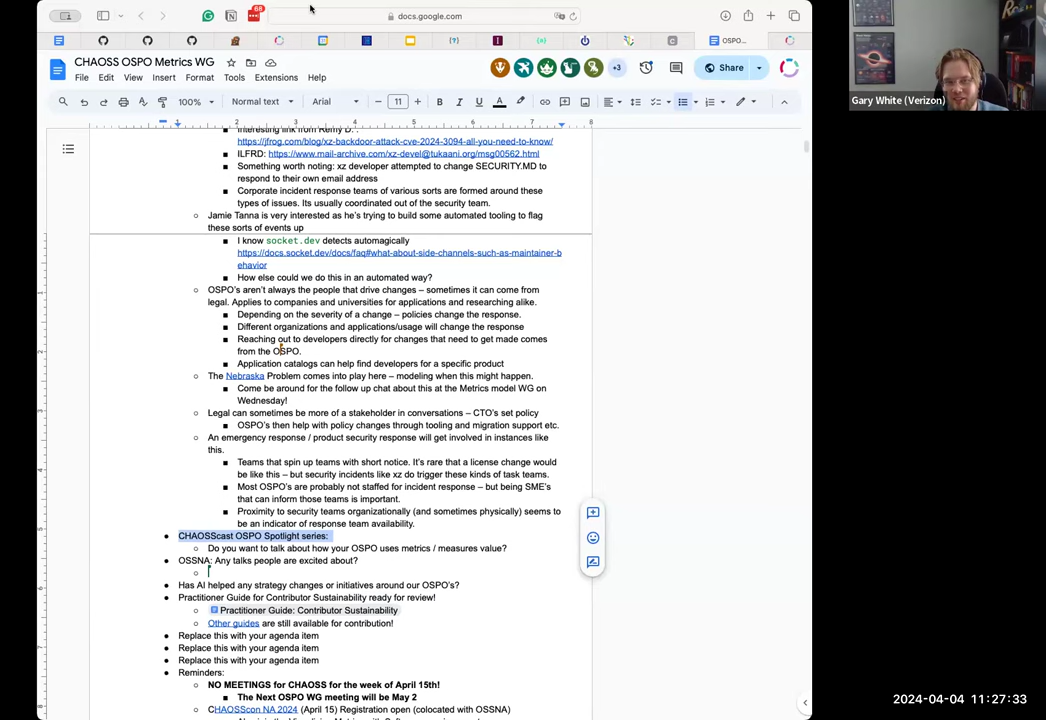 68
docs.google.com
OSPO...
CHAOSS OSPO Metrics WG
File Edit View Insert Format Tools Extensions Help
+3
Share
100%
Normal text
Arial
11
1 2 3 4 5 6 7 8
Interesting link from Remy D. :
https://jfrog.com/blog/xz-backdoor-attack-cve-2024-3094-all-you-need-to-know/
ILFRD: https://www.mail-archive.com/xz-devel@tukaani.org/msg00562.html
Something worth noting: xz developer attempted to change SECURITY.MD to
respond to their own email address
Corporate incident response teams of various sorts are formed around these
types of issues. Its usually coordinated out of the security team.
Jamie Tanna is very interested as he's trying to build some automated tooling to flag
these sorts of events up
I know socket.dev detects automagically
https://docs.socket.dev/docs/faq#what-about-side-channels-such-as-maintainer-b
ehavior
How else could we do this in an automated way?
OSPO's aren't always the people that drive changes – sometimes it can come from
legal. Applies to companies and universities for applications and researching alike.
Depending on the severity of a change – policies change the response.
Different organizations and applications/usage will change the response
Reaching out to developers directly for changes that need to get made comes
from the OSPO.
Application catalogs can help find developers for a specific product
The Nebraska Problem comes into play here – modeling when this might happen.
Come be around for the follow up chat about this at the Metrics model WG on
Wednesday!
Legal can sometimes be more of a stakeholder in conversations – CTO's set policy
OSPO's then help with policy changes through tooling and migration support etc.
An emergency response / product security response will get involved in instances like
this.
Teams that spin up teams with short notice. It's rare that a license change would
be like this – but security incidents like xz do trigger these kinds of task teams.
Most OSPO's are probably not staffed for incident response – but being SME's
that can inform those teams is important.
Proximity to security teams organizationally (and sometimes physically) seems to
be an indicator of response team availability.
CHAOSScast OSPO Spotlight series:
Do you want to talk about how your OSPO uses metrics / measures value?
OSSNA: Any talks people are excited about?
Has AI helped any strategy changes or initiatives around our OSPO's?
Practitioner Guide for Contributor Sustainability ready for review!
Practitioner Guide: Contributor Sustainability
Other guides are still available for contribution!
Replace this with your agenda item
Replace this with your agenda item
Replace this with your agenda item
Reminders:
NO MEETINGS for CHAOSS for the week of April 15th!
The Next OSPO WG meeting will be May 2
CHAOSScon NA 2024 (April 15) Registration open (colocated with OSSNA)
Gary White (Verizon)
2024-04-04 11:27:33